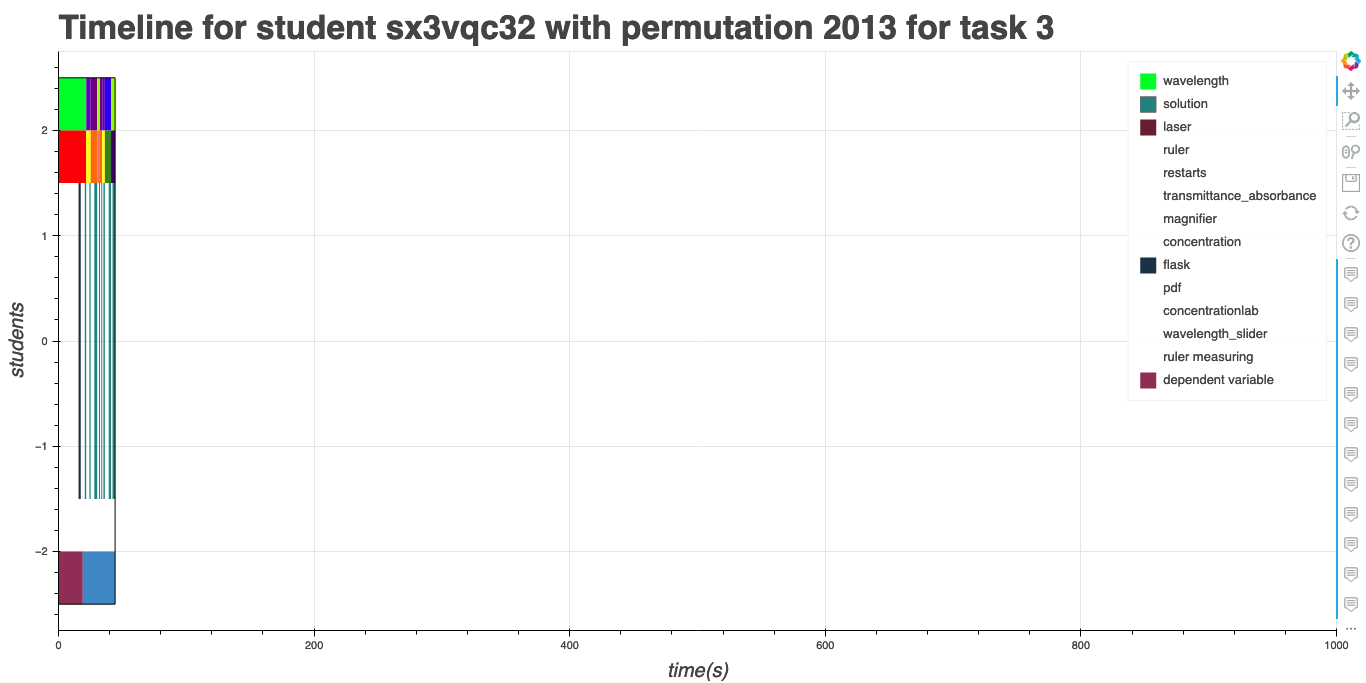 Timeline for student sx3vqc32 with permutation 2013 for task 3
wavelength
solution
laser
ruler
restarts
transmittance_absorbance
magnifier
concentration
flask
pdf
concentrationlab
wavelength_slider
ruler measuring
dependent variable
students
2
1
0
−1
−2
0 200 400 600 800 1000
time(s)